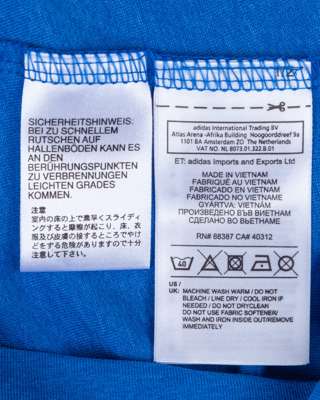 SICHERHEITSHINWEIS:
BEI ZU SCHNELLEM
RUTSCHEN AUF
HALLENBÖDEN KANN ES
AN DEN
BERÜHRUNGSPUNKTEN
ZU VERBRENNUNGEN
LEICHTEN GRADES
KOMMEN.
注意
室内の床の上で素早くスライディン
グすると摩擦が起こり、床、衣
服及び皮膚の接するところでやけ
どをする危険がありますので十分
注意して下さい。
adidas International Trading BV
Atlas Arena -Afrika Building Hoogoorddreef 9a
1101 BA Amsterdam ZO The Netherlands
VAT NO. NL 8073.01.322.B.01
ET: adidas Imports and Exports Ltd
MADE IN VIETNAM
FABRIQUÉ AU VIETNAM
FABRICADO EN VIETNAM
FABRICADO NO VIETNAME
GYÁRTVA: VIETNAM
ПРОИЗВЕДЕНО ВЪВ ВИЕТНАМ
СДЕЛАНО ВО ВЬЕТНАМЕ
RN# 88387 CA# 40312
40
US /
UK: MACHINE WASH WARM / DO NOT
BLEACH / LINE DRY / COOL IRON IF
NEEDED / DO NOT DRY CLEAN / DO
NOT USE FABRIC SOFTENER/
WASH AND IRON INSIDE OUT/REMOVE
IMMEDIATELY